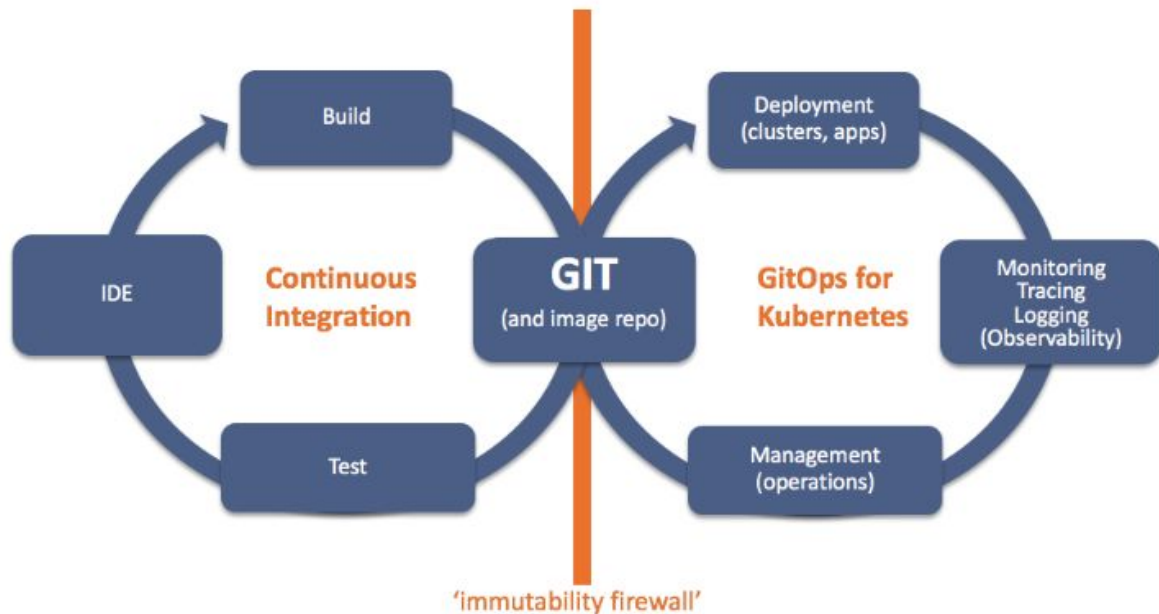 Build
IDE
Continuous
Integration
Test
GIT
(and image repo)
Deployment
(clusters, apps)
GitOps for
Kubernetes
Monitoring
Tracing
Logging
(Observability)
Management
(operations)
‘immutability firewall’